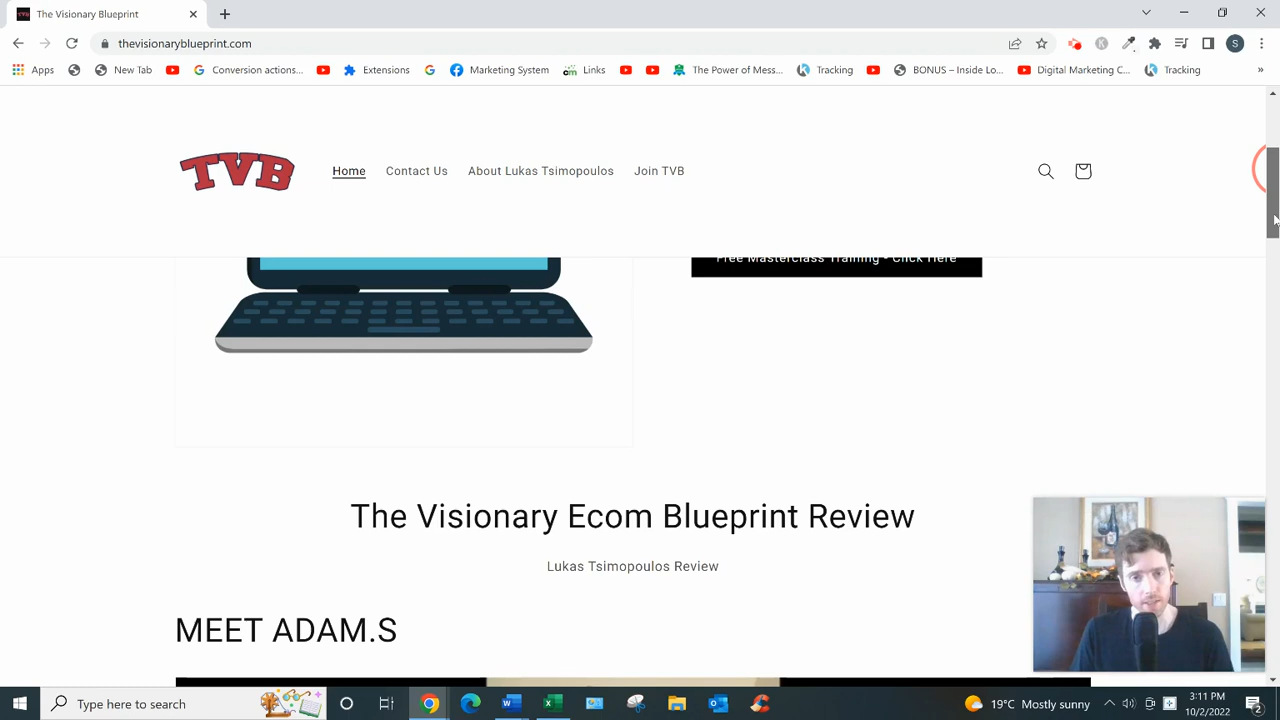 The Visionary Blueprint
thevisionaryblueprint.com
S
Apps
New Tab
Conversion actions...
Extensions
Marketing System
Links
The Power of Mess...
Tracking
BONUS – Inside Lo...
Digital Marketing C...
Tracking
»
TVB
Home
Contact Us
About Lukas Tsimopoulos
Join TVB
Free Masterclass Training - Click Here
The Visionary Ecom Blueprint Review
Lukas Tsimopoulos Review
MEET ADAM.S
Type here to search
19°C Mostly sunny
3:11 PM
10/2/2022
2